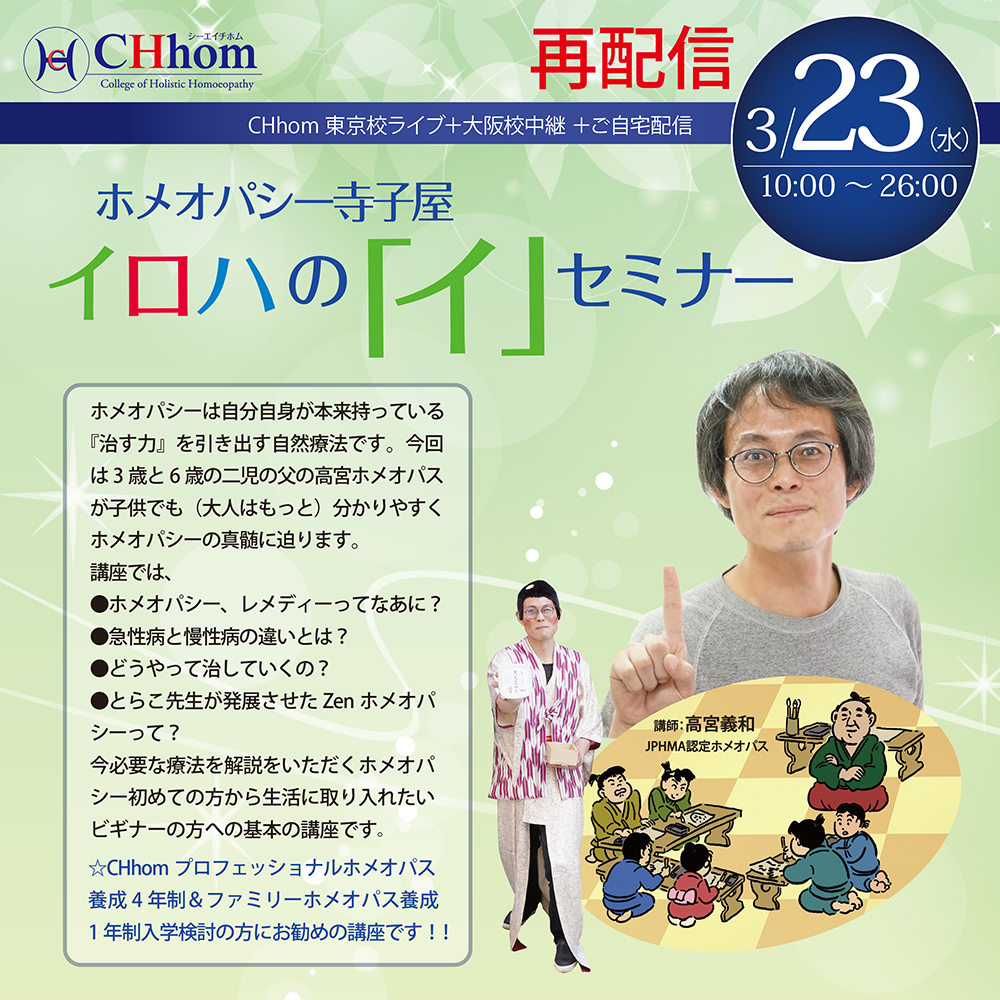 シーエイチホム
CHhom
College of Holistic Homoeopathy
再配信
3/23(水)
10:00 ～ 26:00
CHhom 東京校ライブ＋大阪校中継 ＋ご自宅配信
ホメオパシー寺子屋
イロハの「イ」セミナー
ホメオパシーは自分自身が本来持っている
『治す力』を引き出す自然療法です。今回
は３歳と６歳の二児の父の高宮ホメオパス
が子供でも（大人はもっと）分かりやすく
ホメオパシーの真髄に迫ります。
講座では、
●ホメオパシー、レメディーってなあに？
●急性病と慢性病の違いとは？
●どうやって治していくの？
●とらこ先生が発展させた Zen ホメオパ
シーって？
今必要な療法を解説をいただくホメオパ
シー初めての方から生活に取り入れたい
ビギナーの方への基本の講座です。
☆CHhom プロフェッショナルホメオパス
養成４年制＆ファミリーホメオパス養成
１年制入学検討の方にお勧めの講座です！！
講師：高宮義和
JPHMA認定ホメオパス